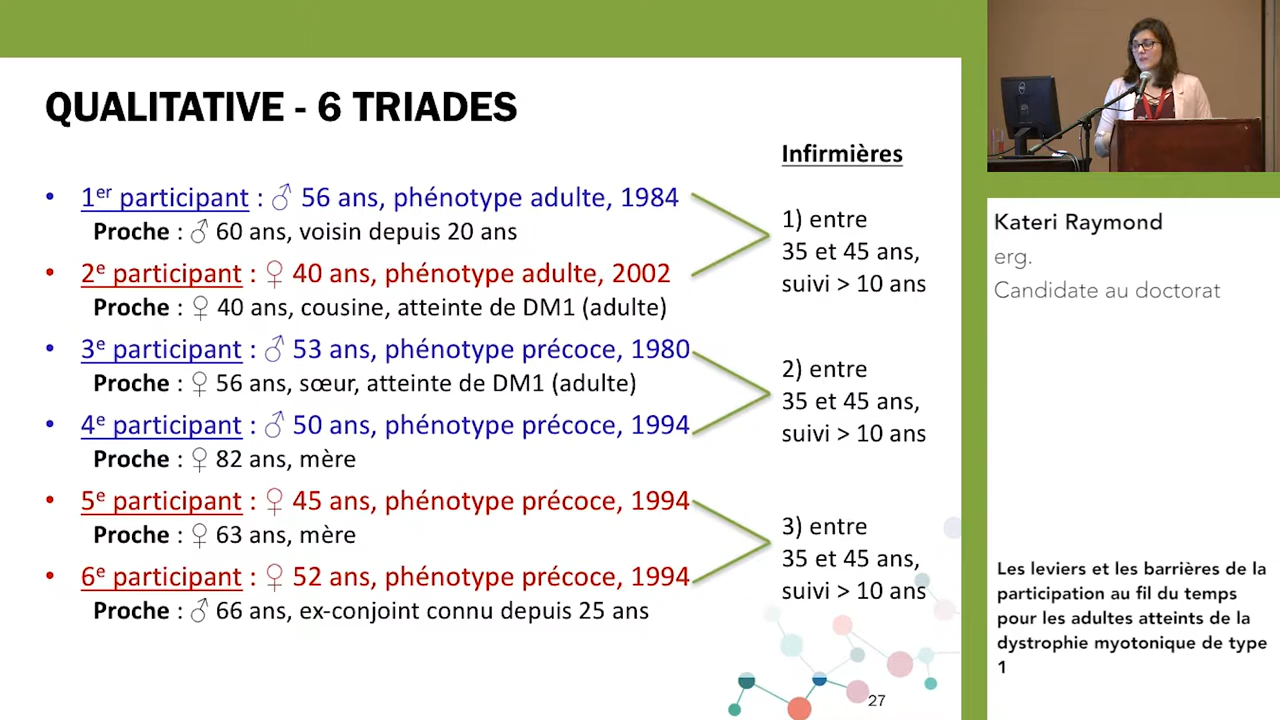 QUALITATIVE - 6 TRIADES
Infirmières
• 1er participant : ♂ 56 ans, phénotype adulte, 1984
Proche : ♂ 60 ans, voisin depuis 20 ans
• 2e participant : ♀ 40 ans, phénotype adulte, 2002
Proche : ♀ 40 ans, cousine, atteinte de DM1 (adulte)
1) entre
35 et 45 ans,
suivi > 10 ans
• 3e participant : ♂ 53 ans, phénotype précoce, 1980
Proche : ♀ 56 ans, sœur, atteinte de DM1 (adulte)
• 4e participant : ♂ 50 ans, phénotype précoce, 1994
Proche : ♀ 82 ans, mère
2) entre
35 et 45 ans,
suivi > 10 ans
• 5e participant : ♀ 45 ans, phénotype précoce, 1994
Proche : ♀ 63 ans, mère
• 6e participant : ♀ 52 ans, phénotype précoce, 1994
Proche : ♂ 66 ans, ex-conjoint connu depuis 25 ans
3) entre
35 et 45 ans,
suivi > 10 ans
27
Kateri Raymond
erg.
Candidate au doctorat
Les leviers et les barrières de la
participation au fil du temps
pour les adultes atteints de la
dystrophie myotonique de type
1